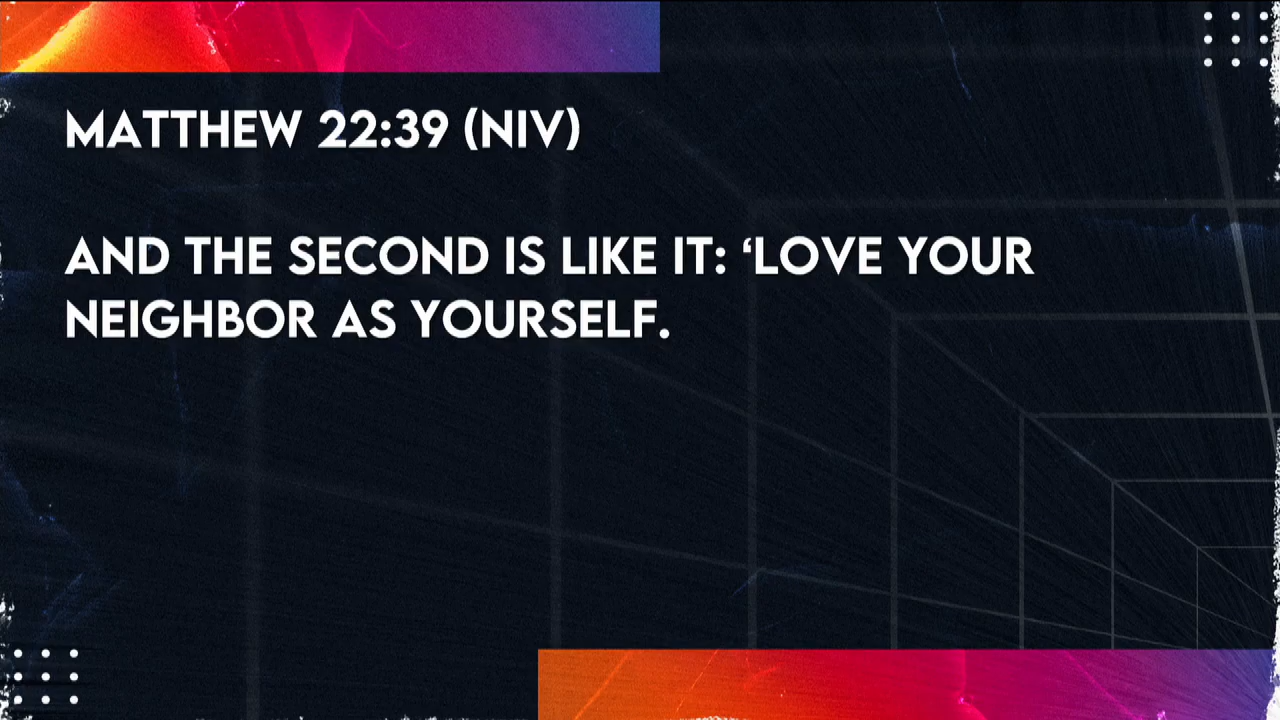 MATTHEW 22:39 (NIV)
AND THE SECOND IS LIKE IT: ‘LOVE YOUR
NEIGHBOR AS YOURSELF.